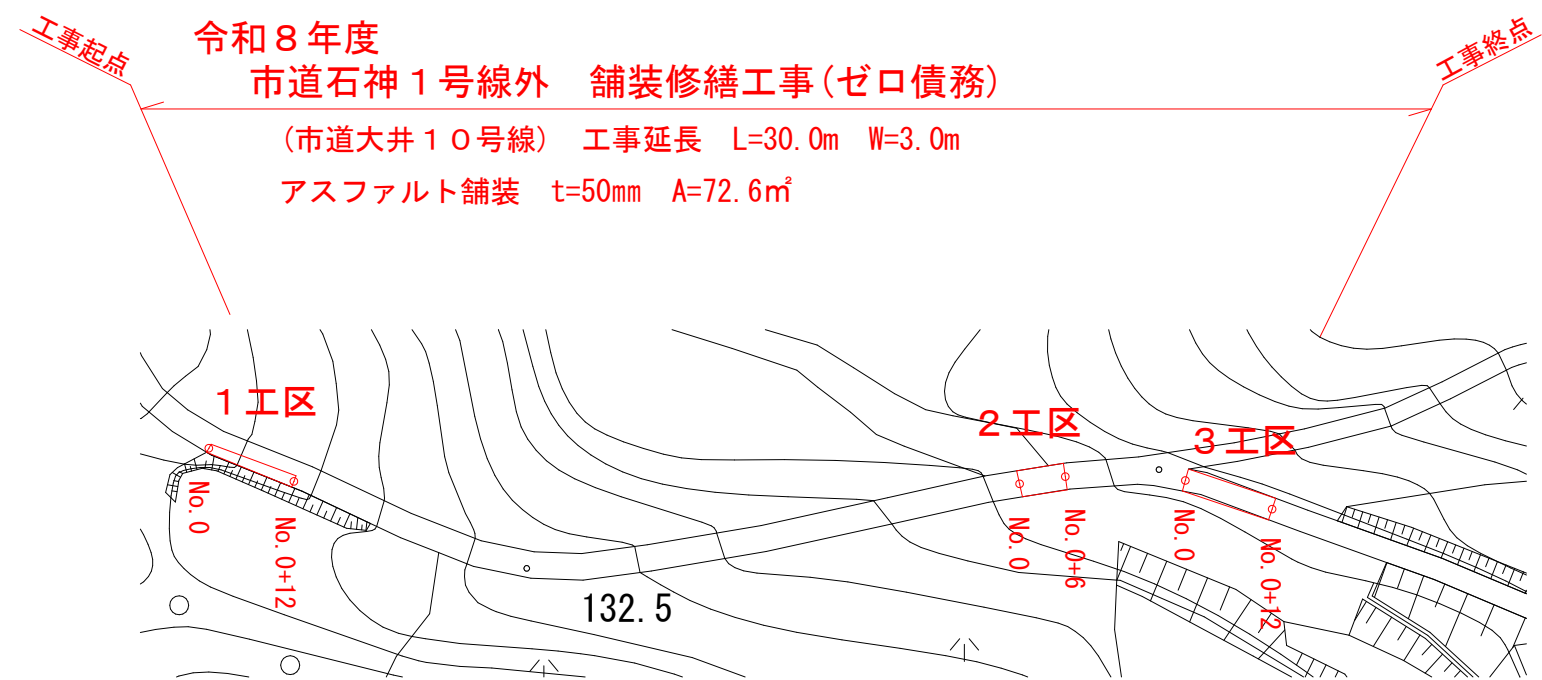 工事起点
工事終点
令和８年度
市道石神１号線外　舗装修繕工事(ゼロ債務)
(市道大井１０号線)　工事延長　L=30.0m　W=3.0m
アスファルト舗装　t=50mm　A=72.6㎡
１工区
２工区
３工区
No.0
No.0+12
No.0
No.0+6
No.0
No.0+12
132.5